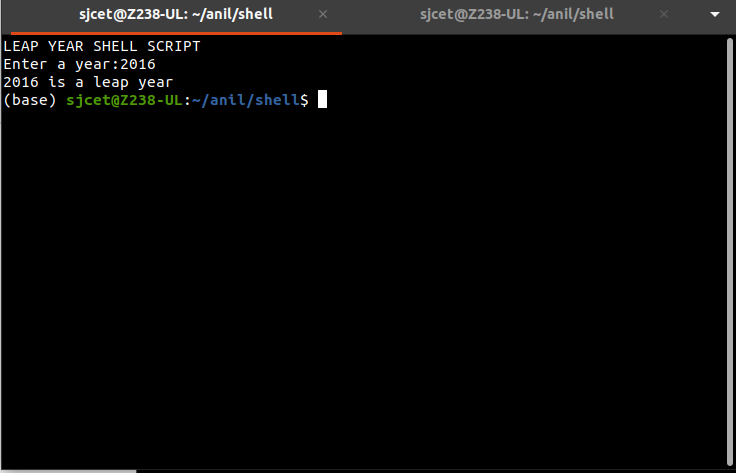 sjcet@Z238-UL: ~/anil/shell
sjcet@Z238-UL: ~/anil/shell
LEAP YEAR SHELL SCRIPT
Enter a year:2016
2016 is a leap year
(base) sjcet@Z238-UL:~/anil/shell$